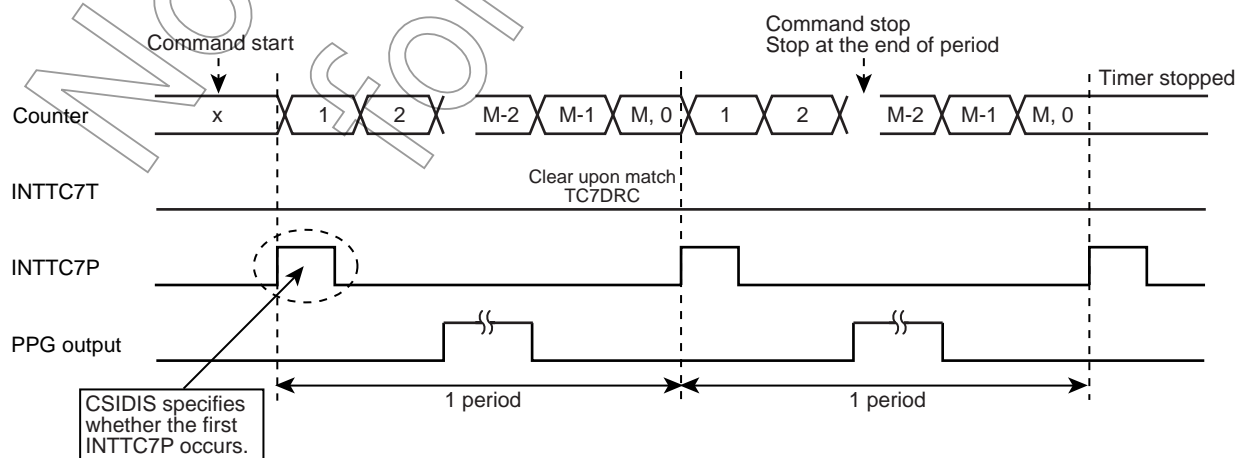 Command start
Command stop
Stop at the end of period
Timer stopped
Counter
x
1
2
M-2
M-1
M, 0
1
2
M-2
M-1
M, 0
INTTC7T
Clear upon match
TC7DRC
INTTC7P
PPG output
1 period
1 period
CSIDIS specifies
whether the first
INTTC7P occurs.